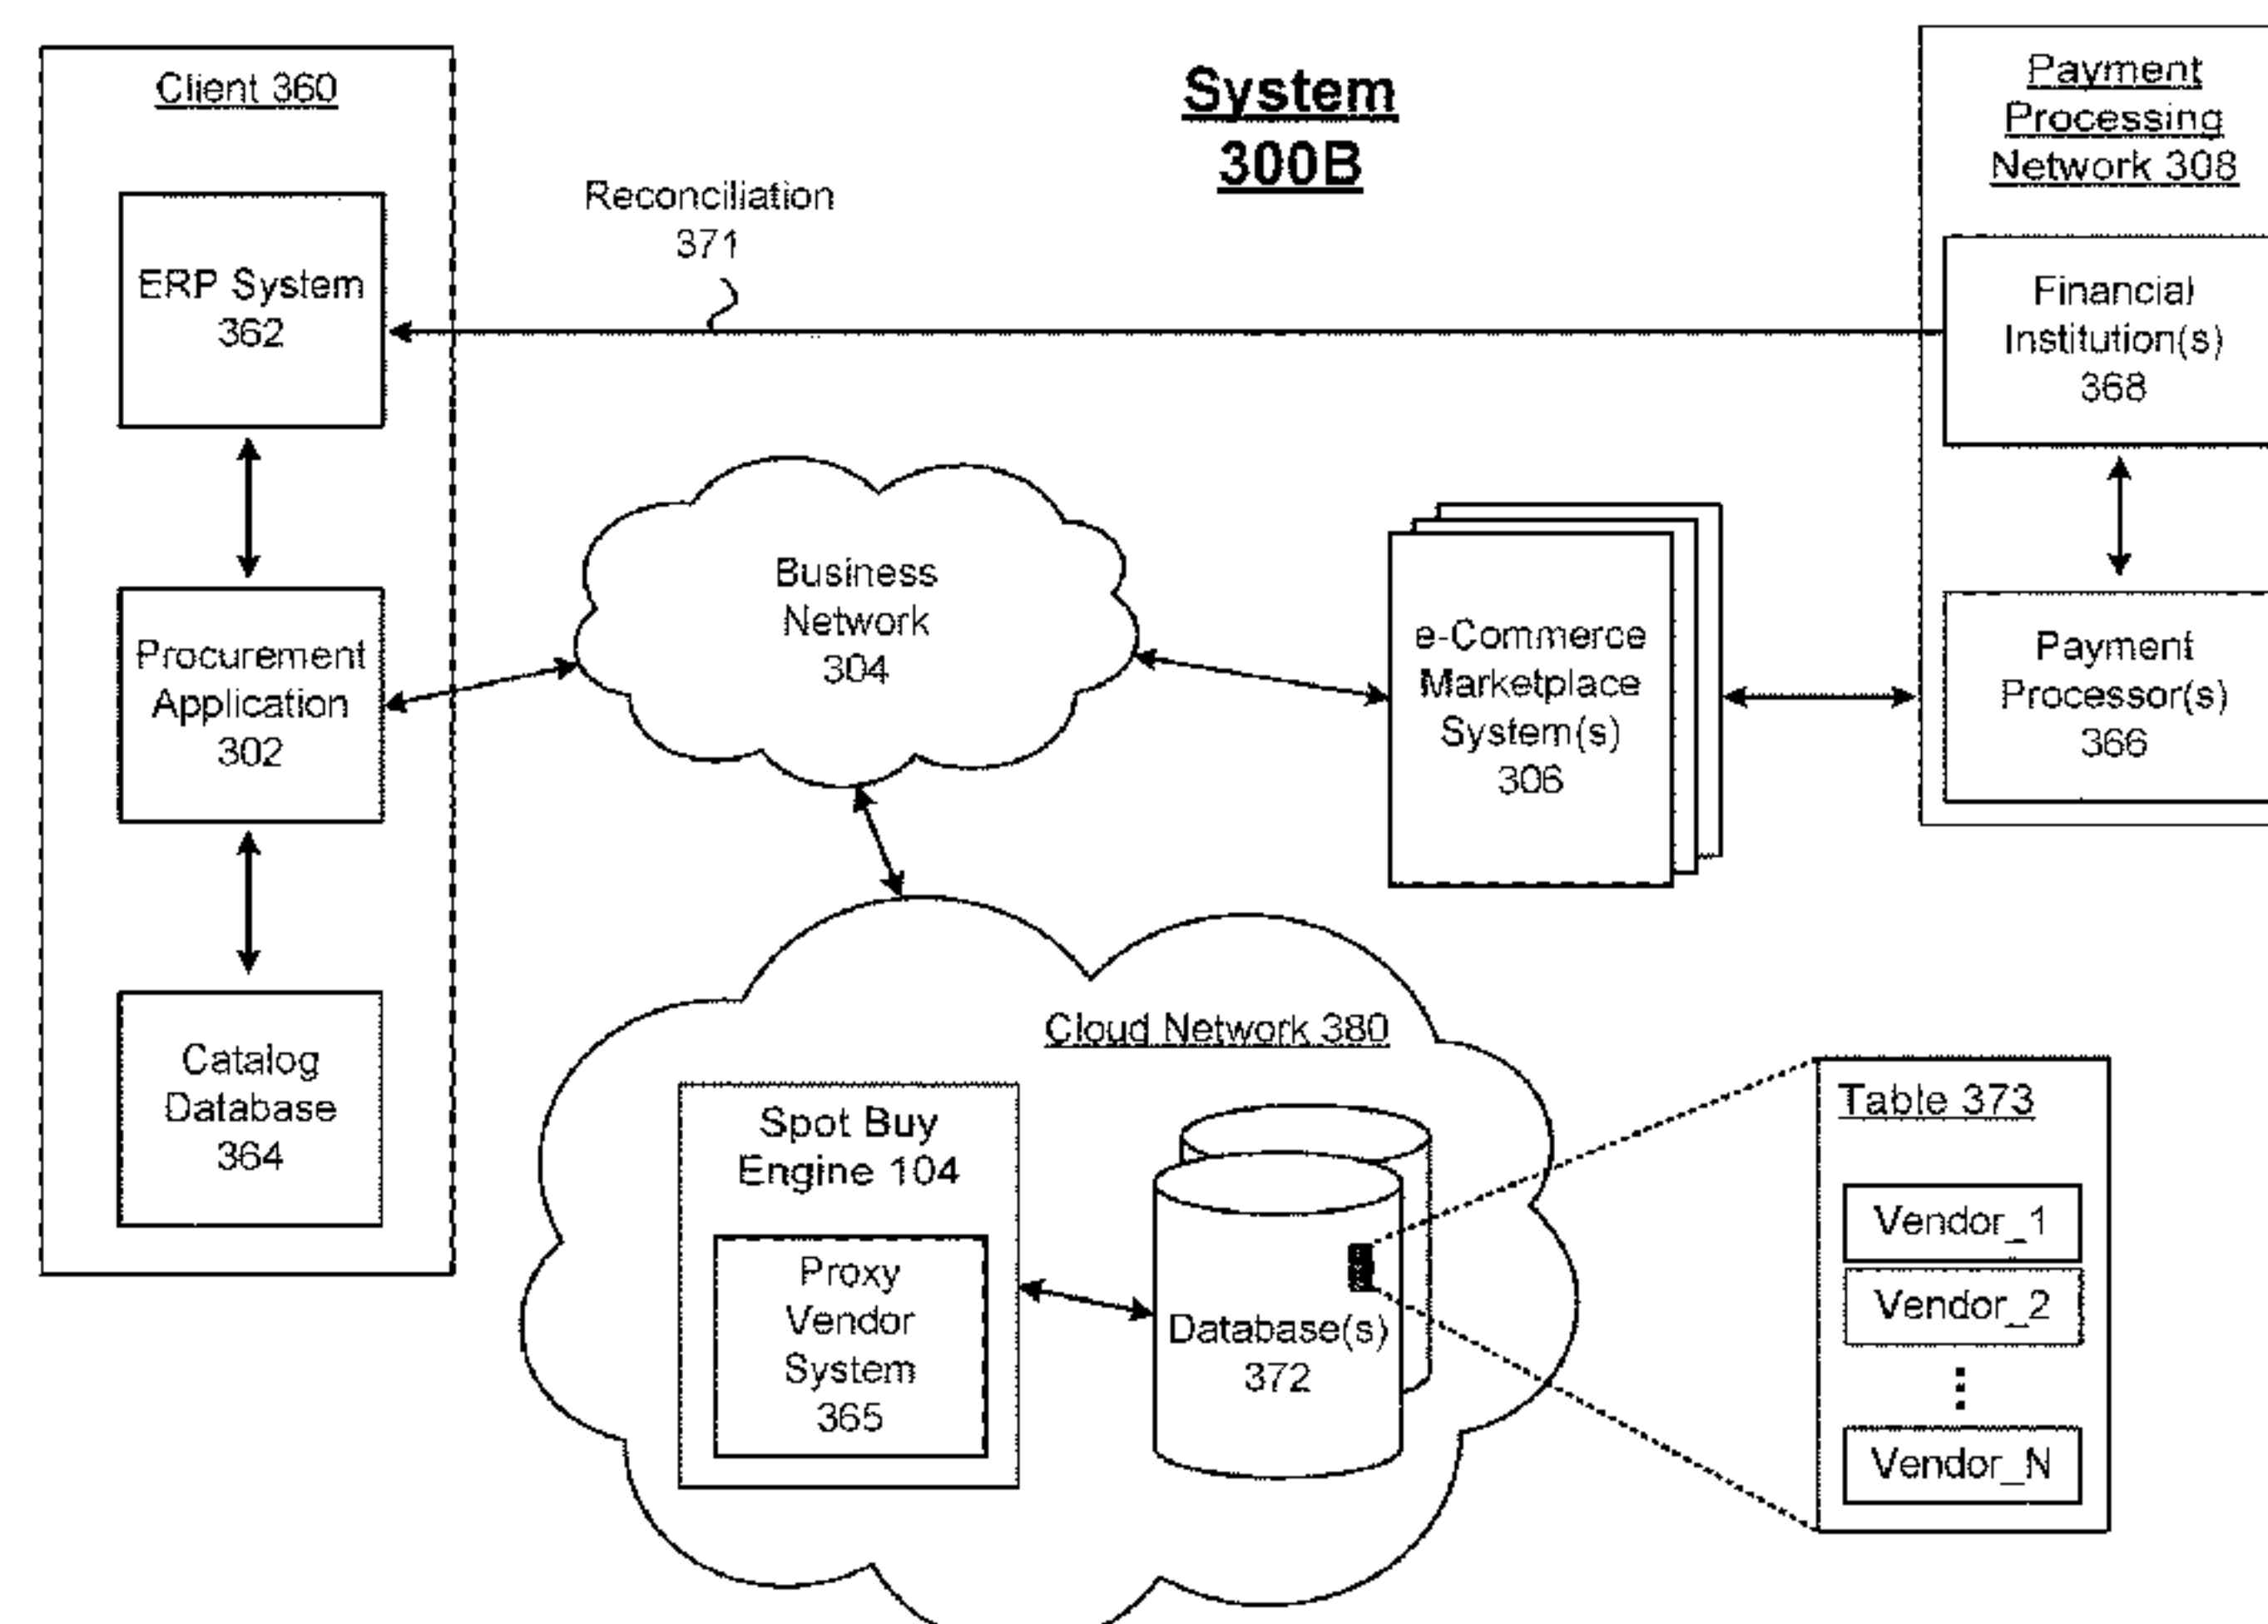 System
300B
Client 360
ERP System
362
Procurement
Application
302
Catalog
Database
364
Reconciliation
371
Business
Network
304
e-Commerce
Marketplace
System(s)
306
Payment
Processing
Network 308
Financial
Institution(s)
368
Payment
Processor(s)
366
Cloud Network 380
Spot Buy
Engine 104
Proxy
Vendor
System
365
Database(s)
372
Table 373
Vendor_1
Vendor_2
Vendor_N